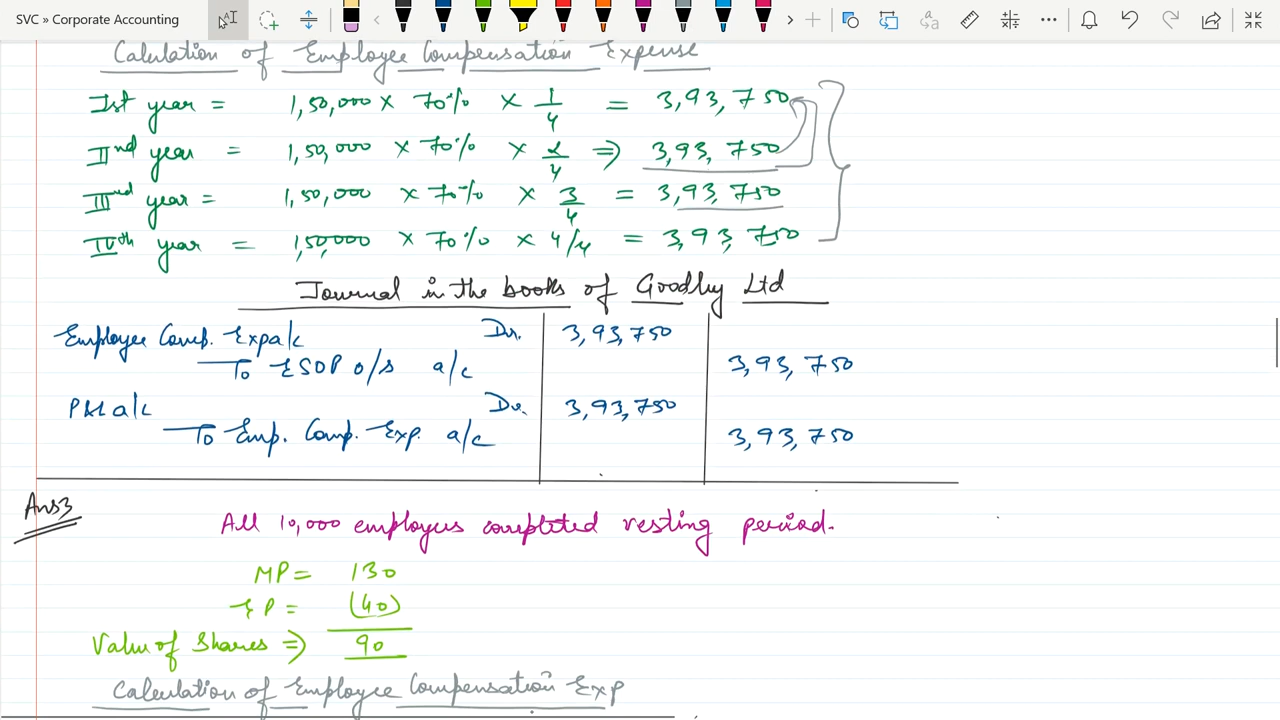 SVC » Corporate Accounting
Calulation of Employee Compensation Expense
Ist year = 1,50,000 × 70% × 1/4 = 3,93,750
IInd year = 1,50,000 × 70% × 2/4 ⇒ 3,93,750
IIIrd year = 1,50,000 × 70% × 3/4 = 3,93,750
IVth year = 1,50,000 × 70% × 4/4 = 3,93,750
Journal in the books of Goodluy Ltd
Employee Comp. Exp a/c Dr. 3,93,750
To ESOP o/s a/c 3,93,750
P&L a/c Dr. 3,93,750
To Emp. Comp. Exp. a/c 3,93,750
Ans3
All 10,000 employees completed vesting period.
MP = 130
EP = (40)
Value of Shares ⇒ 90
Calculation of Employee Compensation Exp